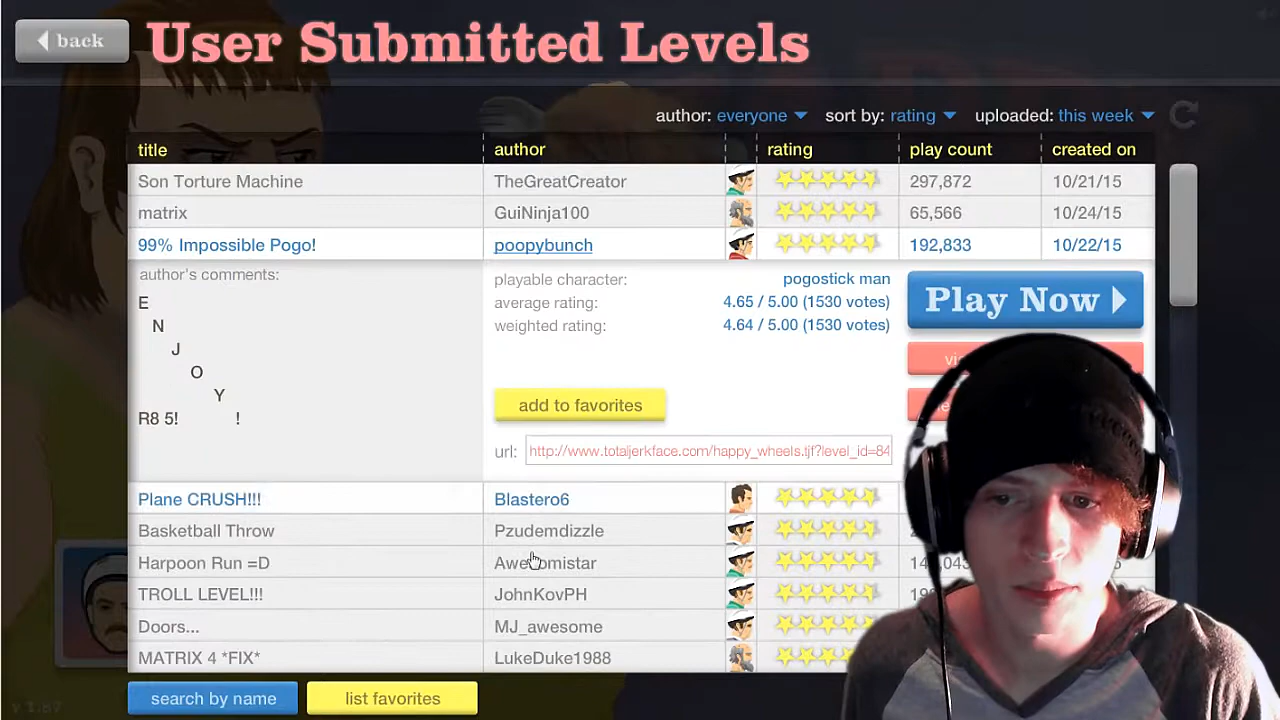 back
User Submitted Levels
author: everyone sort by: rating uploaded: this week
title author rating play count created on
Son Torture Machine TheGreatCreator 297,872 10/21/15
matrix GuiNinja100 65,566 10/24/15
99% Impossible Pogo! poopybunch 192,833 10/22/15
author's comments:
E
N
J
O
Y
R8 5! !
playable character: pogostick man
average rating: 4.65 / 5.00 (1530 votes)
weighted rating: 4.64 / 5.00 (1530 votes)
add to favorites
url: http://www.totaljerkface.com/happy_wheels.tjf?level_id=84
Play Now
Plane CRUSH!!! Blastero6
Basketball Throw Pzudemdizzle
Harpoon Run =D
TROLL LEVEL!!! JohnKovPH
Doors... MJ_awesome
MATRIX 4 *FIX* LukeDuke1988
search by name list favorites
v 1.87